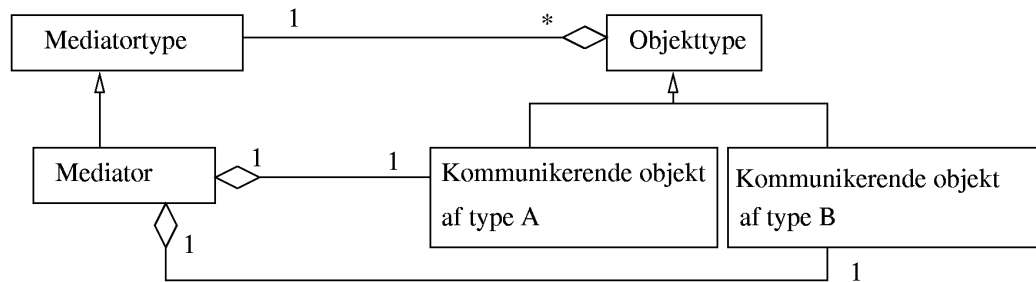 1
*
Mediatortype
Objekttype
Mediator
1
1
Kommunikerende objekt
af type A
Kommunikerende objekt
af type B
1
1